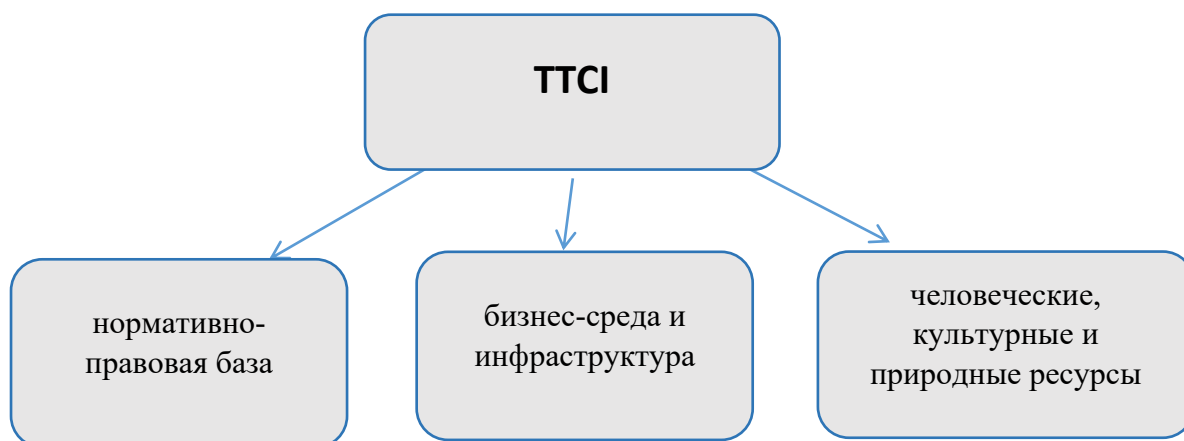 TTCI
нормативно-
правовая база
бизнес-среда и
инфраструктура
человеческие,
культурные и
природные ресурсы